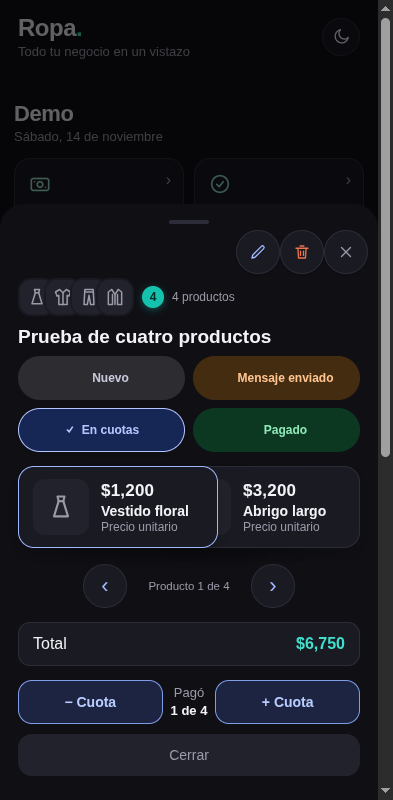 Ropa.
Todo tu negocio en un vistazo
Demo
Sábado, 14 de noviembre
4
4 productos
Prueba de cuatro productos
Nuevo
Mensaje enviado
✓ En cuotas
Pagado
$1,200
Vestido floral
Precio unitario
$3,200
Abrigo largo
Precio unitario
‹
Producto 1 de 4
›
Total
$6,750
− Cuota
Pagó
1 de 4
+ Cuota
Cerrar